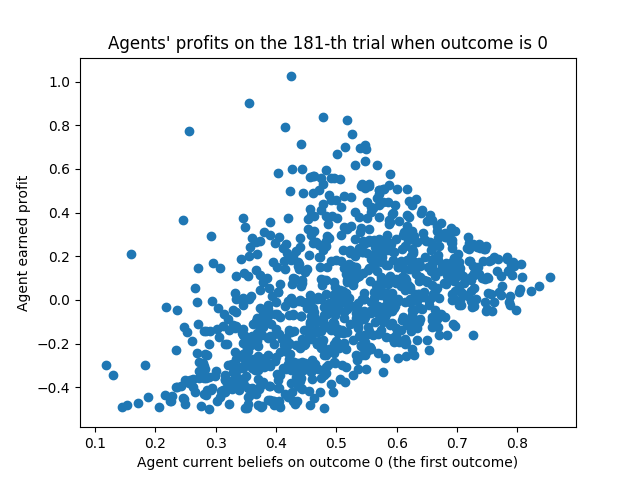 Agents' profits on the 181-th trial when outcome is 0
Agent earned profit
1.0
0.8
0.6
0.4
0.2
0.0
−0.2
−0.4
0.1 0.2 0.3 0.4 0.5 0.6 0.7 0.8
Agent current beliefs on outcome 0 (the first outcome)